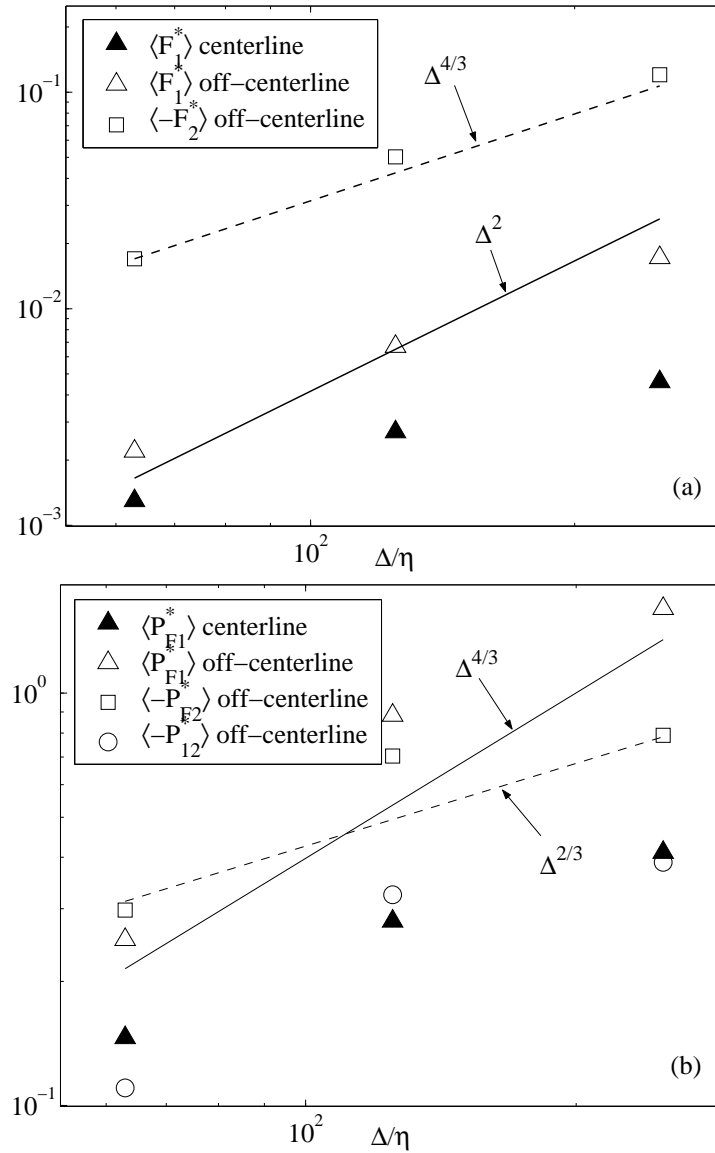 ⟨F₁*⟩ centerline
⟨F₁*⟩ off−centerline
⟨−F₂*⟩ off−centerline
Δ^{4/3}
Δ²
10⁻¹
10⁻²
10⁻³
10²
Δ/η
(a)
⟨P_{F1}*⟩ centerline
⟨P_{F1}*⟩ off−centerline
⟨−P_{F2}*⟩ off−centerline
⟨−P_{12}*⟩ off−centerline
Δ^{4/3}
Δ^{2/3}
10⁰
10⁻¹
10²
Δ/η
(b)